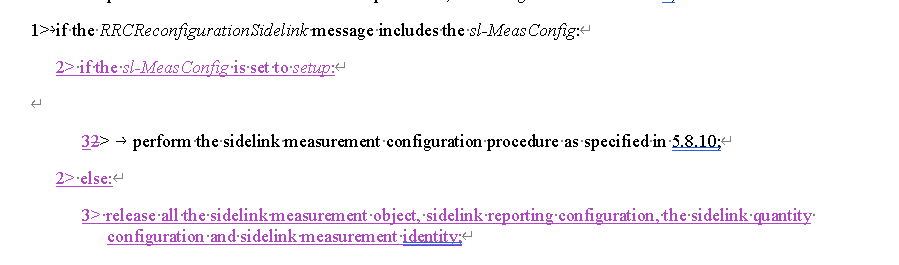 1>if the RRCReconfigurationSidelink message includes the sl-MeasConfig:
2> if the sl-MeasConfig is set to setup:
32> → perform the sidelink measurement configuration procedure as specified in 5.8.10;
2> else:
3> release all the sidelink measurement object, sidelink reporting configuration, the sidelink quantity
configuration and sidelink measurement identity;